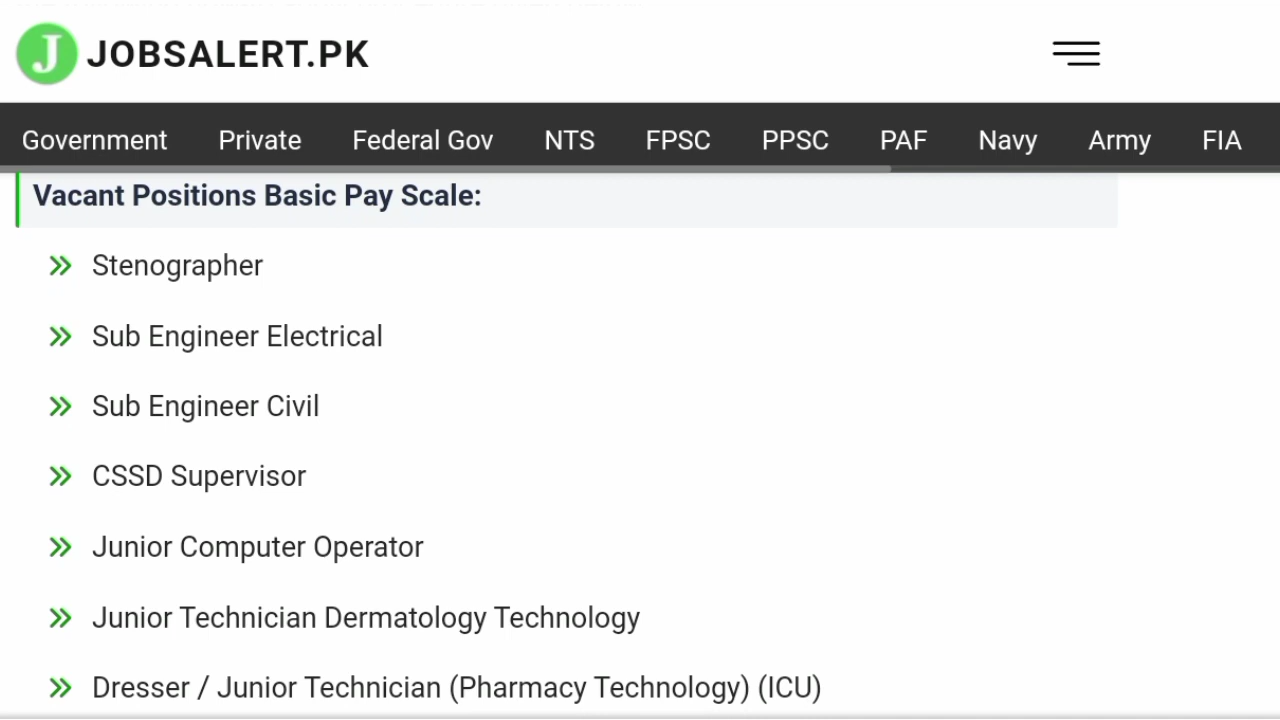 J JOBSALERT.PK
Government Private Federal Gov NTS FPSC PPSC PAF Navy Army FIA
Vacant Positions Basic Pay Scale:
Stenographer
Sub Engineer Electrical
Sub Engineer Civil
CSSD Supervisor
Junior Computer Operator
Junior Technician Dermatology Technology
Dresser / Junior Technician (Pharmacy Technology) (ICU)